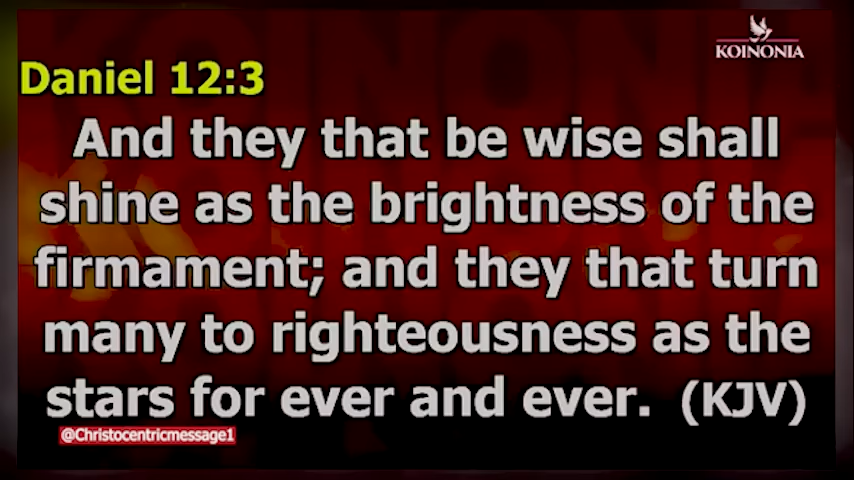 KOINONIA
Daniel 12:3
And they that be wise shall
shine as the brightness of the
firmament; and they that turn
many to righteousness as the
stars for ever and ever. (KJV)
@Christocentricmessage1